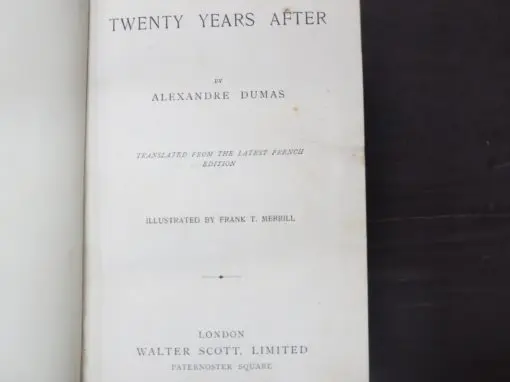 TWENTY YEARS AFTER
BY
ALEXANDRE DUMAS
TRANSLATED FROM THE LATEST FRENCH
EDITION
ILLUSTRATED BY FRANK T. MERRILL
LONDON
WALTER SCOTT, LIMITED
PATERNOSTER SQUARE